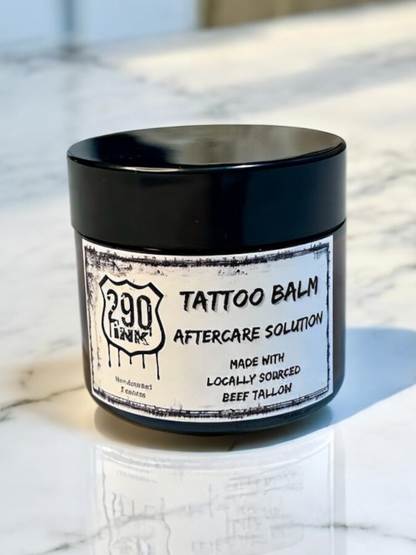 290
INK
TATTOO BALM
AFTERCARE SOLUTION
MADE WITH
LOCALLY SOURCED
BEEF TALLOW